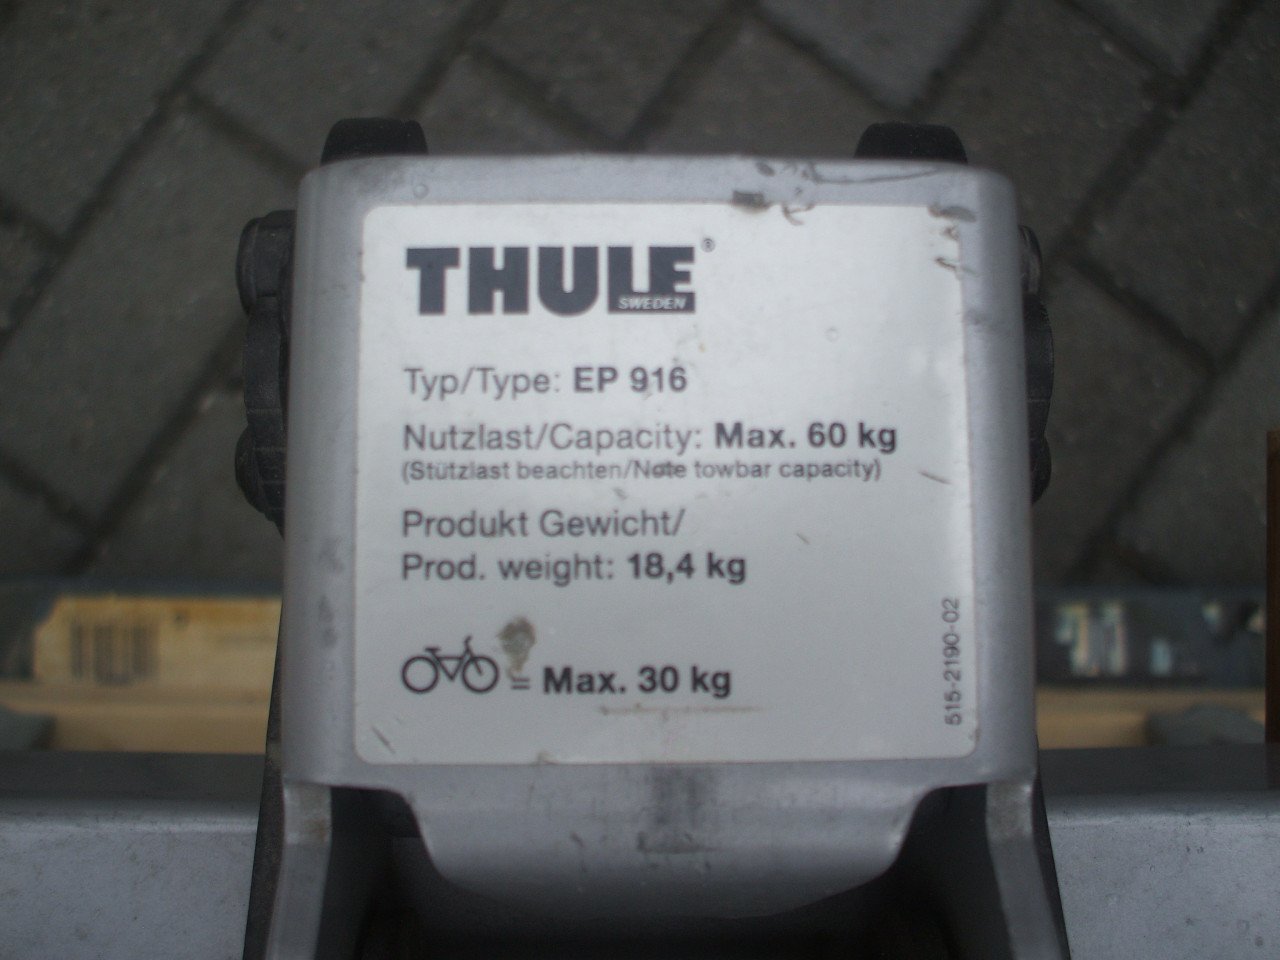 THULE®
SWEDEN
Typ/Type: EP 916
Nutzlast/Capacity: Max. 60 kg
(Stützlast beachten/Note towbar capacity)
Produkt Gewicht/
Prod. weight: 18,4 kg
= Max. 30 kg
515-2190-02